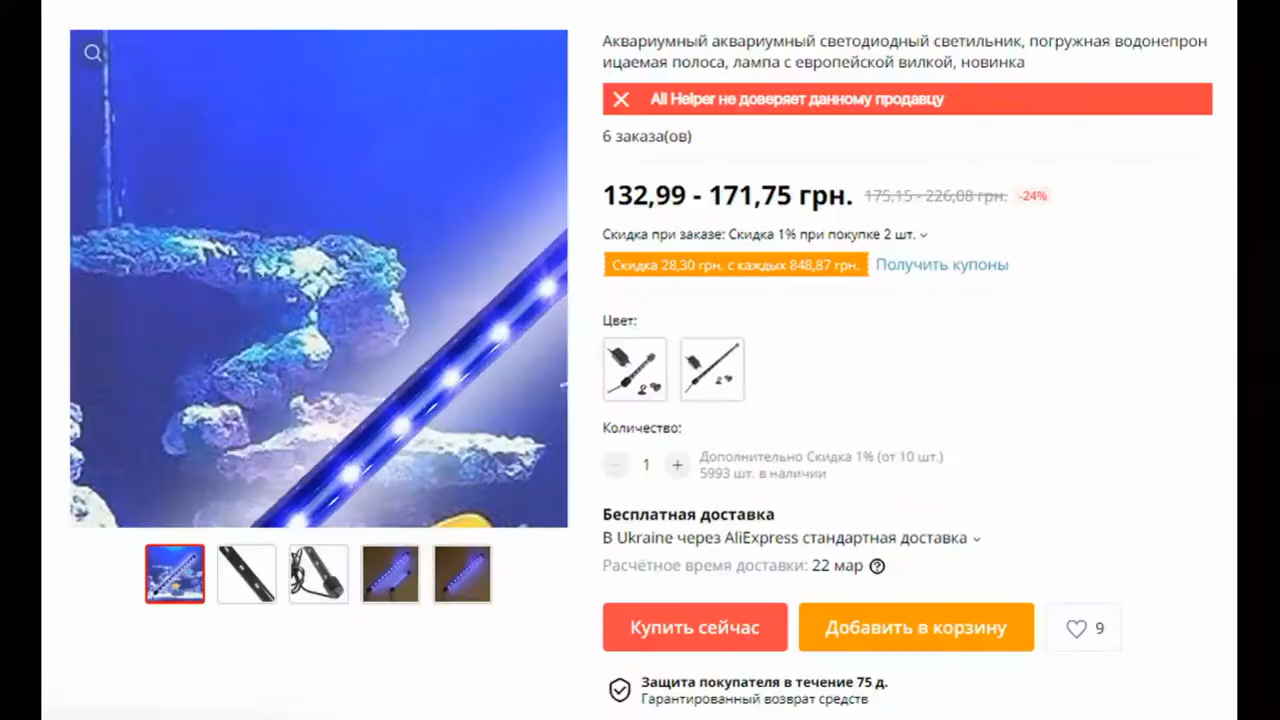 Аквариумный аквариумный светодиодный светильник, погружная водонепрон
ицаемая полоса, лампа с европейской вилкой, новинка
Ali Helper не доверяет данному продавцу
6 заказа(ов)
132,99 - 171,75 грн. 175,15 - 226,08 грн. -24%
Скидка при заказе: Скидка 1% при покупке 2 шт.
Скидка 28,30 грн. с каждых 848,87 грн. Получить купоны
Цвет:
Количество:
1
Дополнительно Скидка 1% (от 10 шт.)
5993 шт. в наличии
Бесплатная доставка
В Ukraine через AliExpress стандартная доставка
Расчётное время доставки: 22 мар
Купить сейчас Добавить в корзину 9
Защита покупателя в течение 75 д.
Гарантированный возврат средств